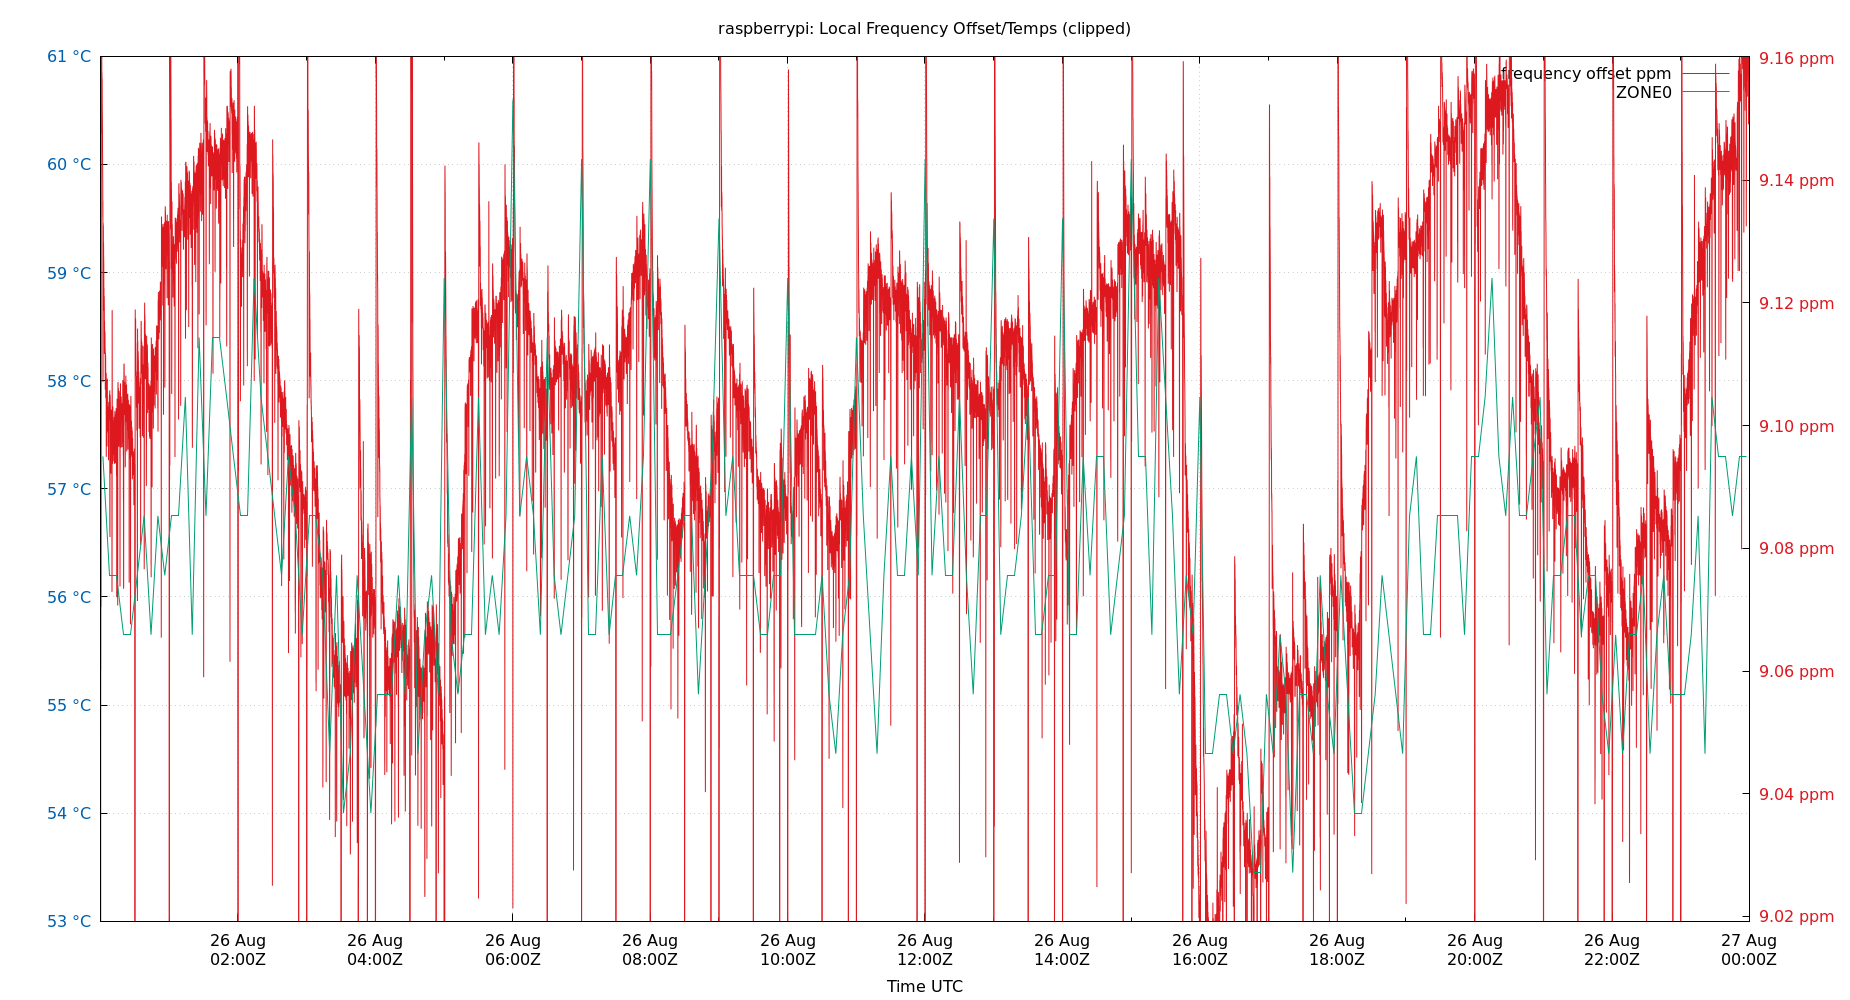 raspberrypi: Local Frequency Offset/Temps (clipped)
61 °C
60 °C
59 °C
58 °C
57 °C
56 °C
55 °C
54 °C
53 °C
9.16 ppm
9.14 ppm
9.12 ppm
9.10 ppm
9.08 ppm
9.06 ppm
9.04 ppm
9.02 ppm
frequency offset ppm
ZONE0
26 Aug
02:00Z
26 Aug
04:00Z
26 Aug
06:00Z
26 Aug
08:00Z
26 Aug
10:00Z
26 Aug
12:00Z
26 Aug
14:00Z
26 Aug
16:00Z
26 Aug
18:00Z
26 Aug
20:00Z
26 Aug
22:00Z
27 Aug
00:00Z
Time UTC